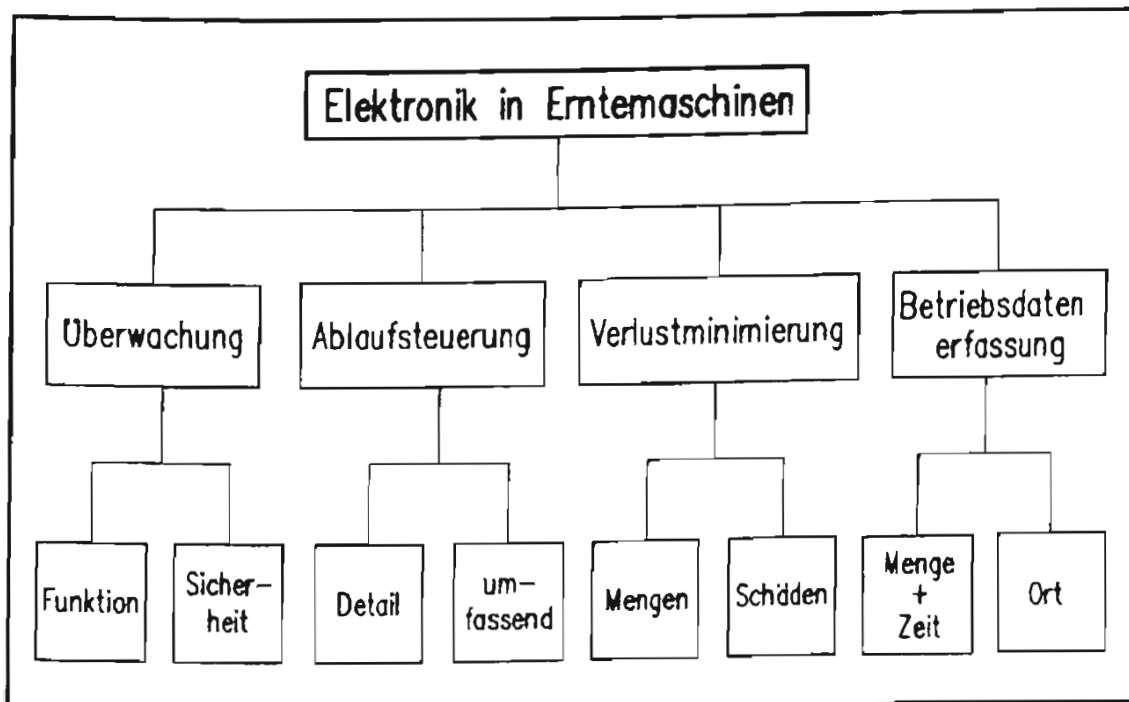 Elektronik in Erntemaschinen
Überwachung
Ablaufsteuerung
Verlustminimierung
Betriebsdaten
erfassung
Funktion
Sicher-
heit
Detail
um-
fassend
Mengen
Schäden
Menge
+
Zeit
Ort